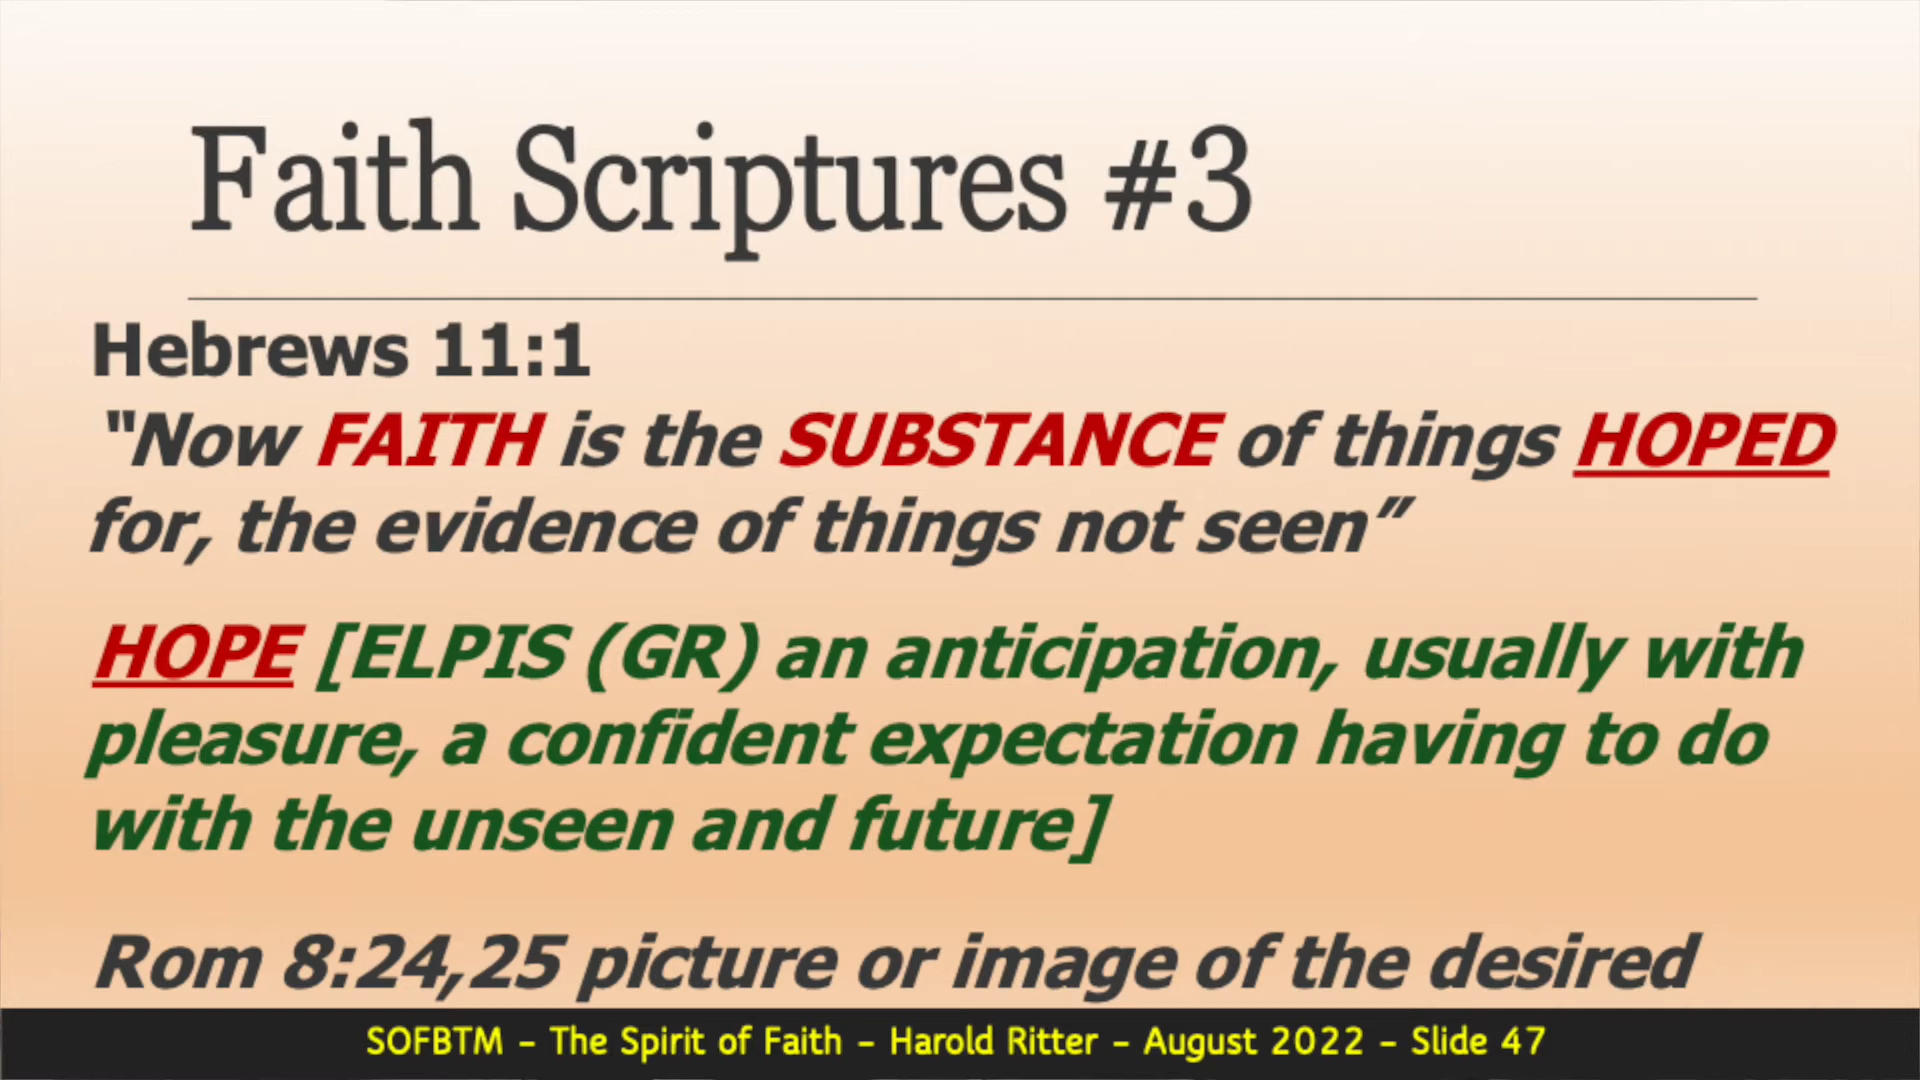 Faith Scriptures #3
Hebrews 11:1
“Now FAITH is the SUBSTANCE of things HOPED
for, the evidence of things not seen”
HOPE [ELPIS (GR) an anticipation, usually with
pleasure, a confident expectation having to do
with the unseen and future]
Rom 8:24,25 picture or image of the desired
SOFBTM – The Spirit of Faith – Harold Ritter – August 2022 – Slide 47